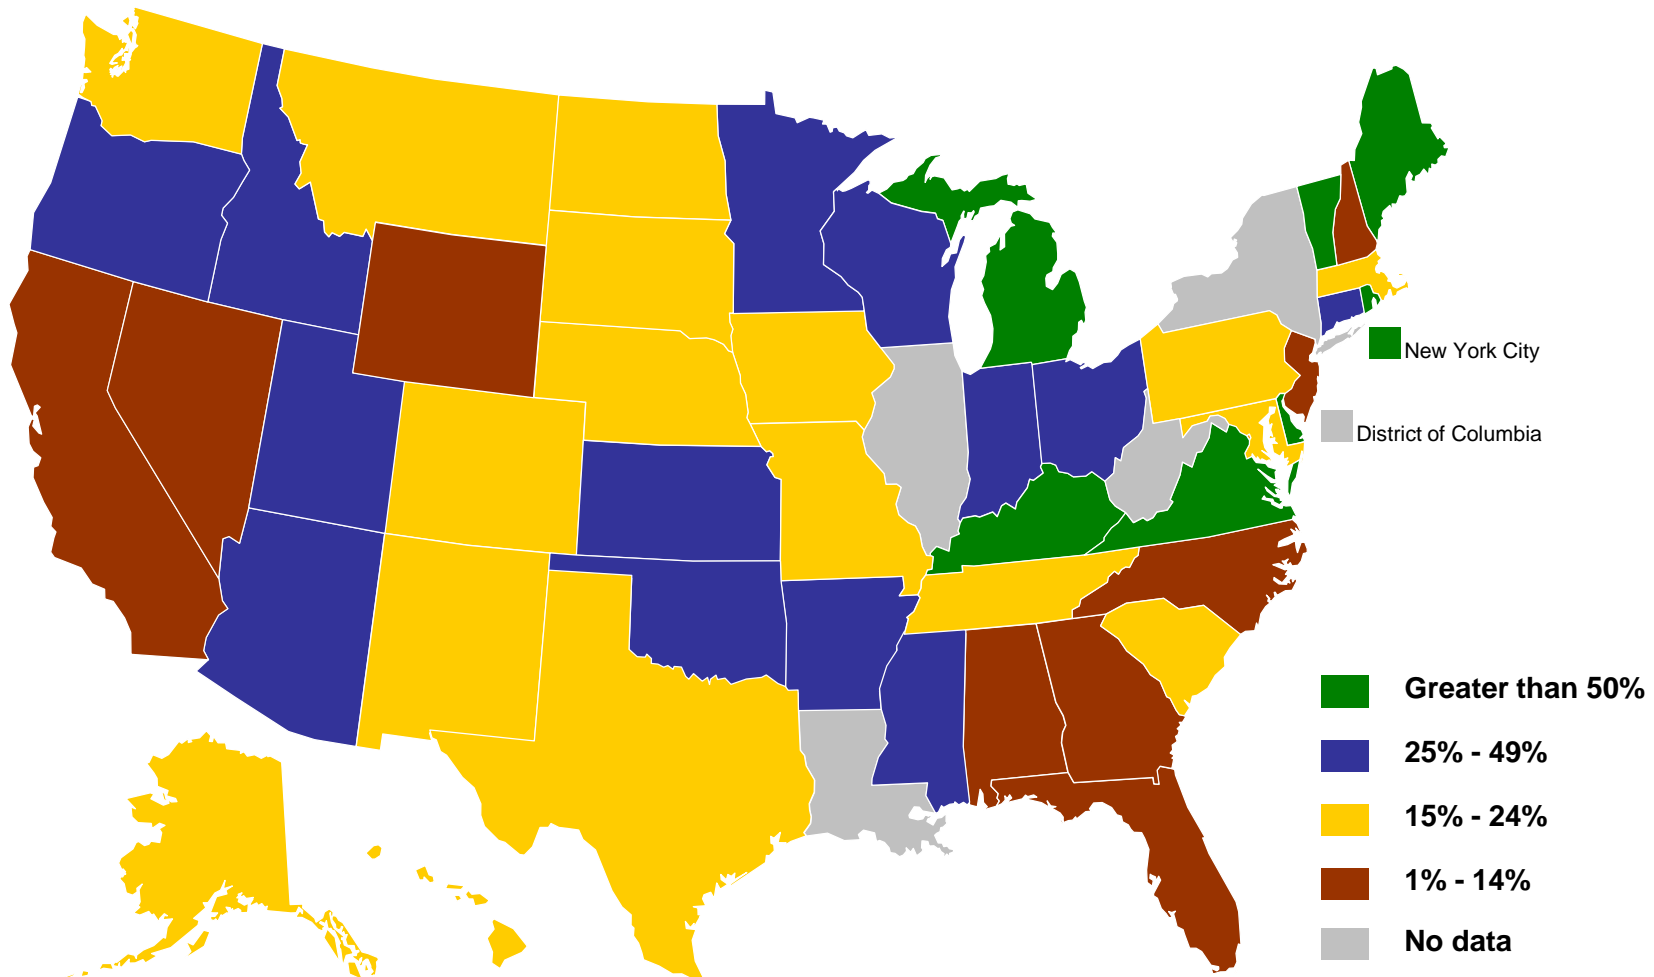 New York City
District of Columbia
Greater than 50%
25% - 49%
15% - 24%
1% - 14%
No data